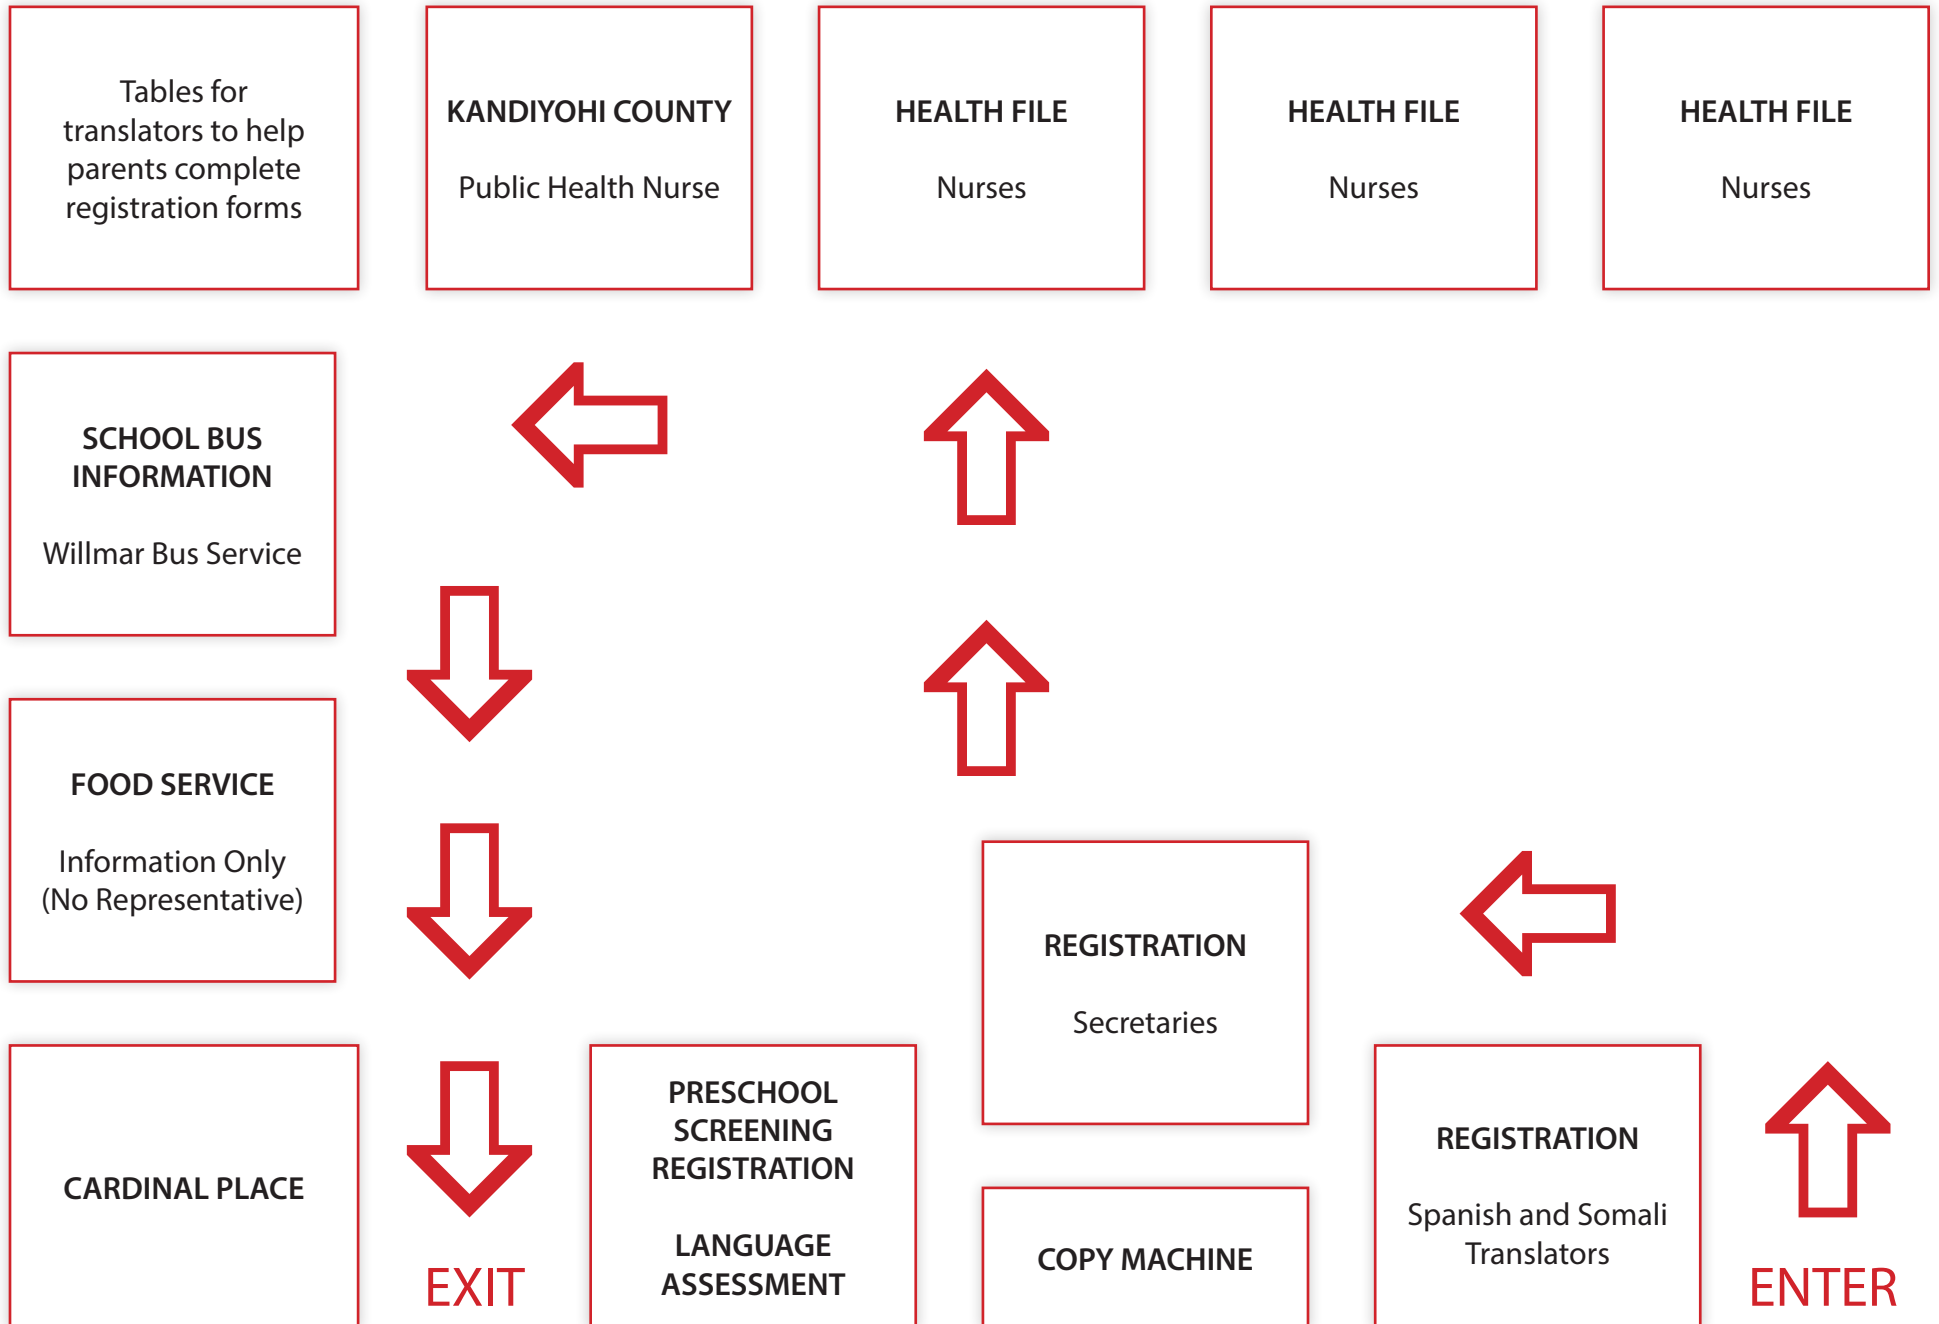 Tables for
translators to help
parents complete
registration forms
KANDIYOHI COUNTY
Public Health Nurse
HEALTH FILE
Nurses
HEALTH FILE
Nurses
HEALTH FILE
Nurses
SCHOOL BUS
INFORMATION
Willmar Bus Service
FOOD SERVICE
Information Only
(No Representative)
REGISTRATION
Secretaries
CARDINAL PLACE
EXIT
PRESCHOOL
SCREENING
REGISTRATION
LANGUAGE
ASSESSMENT
COPY MACHINE
REGISTRATION
Spanish and Somali
Translators
ENTER